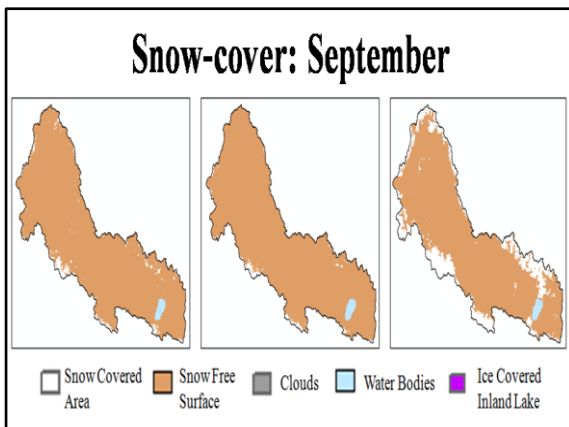 Snow-cover: September
Snow Covered Area
Snow Free Surface
Clouds
Water Bodies
Ice Covered Inland Lake